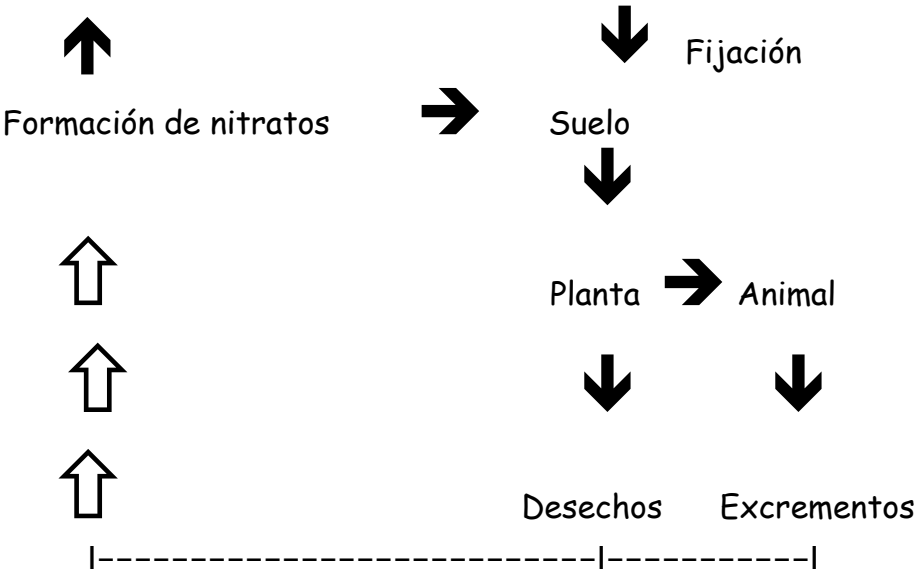 Fijación
Formación de nitratos Suelo
Planta Animal
Desechos Excrementos